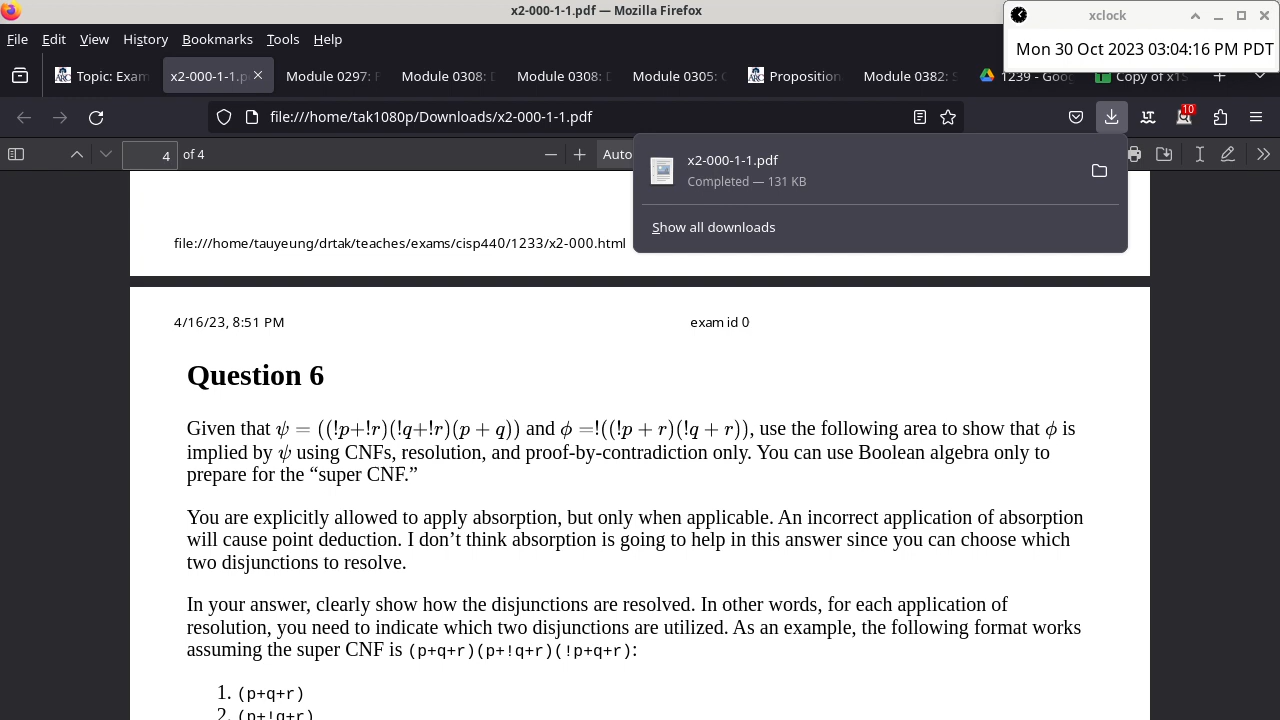 x2-000-1-1.pdf — Mozilla Firefox
xclock
Mon 30 Oct 2023 03:04:16 PM PDT
File Edit View History Bookmarks Tools Help
Topic: Exam x2-000-1-1.p Module 0297: F Module 0308: D Module 0308: D Module 0305: C Proposition Module 0382: S 1239 - Goog Copy of x1S
file:///home/tak1080p/Downloads/x2-000-1-1.pdf
10
4 of 4
Auto
x2-000-1-1.pdf
Completed — 131 KB
Show all downloads
file:///home/tauyeung/drtak/teaches/exams/cisp440/1233/x2-000.html
4/16/23, 8:51 PM exam id 0
Question 6
Given that ψ = ((!p+!r)(!q+!r)(p + q)) and ϕ =!((!p + r)(!q + r)), use the following area to show that ϕ is
implied by ψ using CNFs, resolution, and proof-by-contradiction only. You can use Boolean algebra only to
prepare for the “super CNF.”
You are explicitly allowed to apply absorption, but only when applicable. An incorrect application of absorption
will cause point deduction. I don’t think absorption is going to help in this answer since you can choose which
two disjunctions to resolve.
In your answer, clearly show how the disjunctions are resolved. In other words, for each application of
resolution, you need to indicate which two disjunctions are utilized. As an example, the following format works
assuming the super CNF is (p+q+r)(p+!q+r)(!p+q+r):
1. (p+q+r)
2. (p+!q+r)